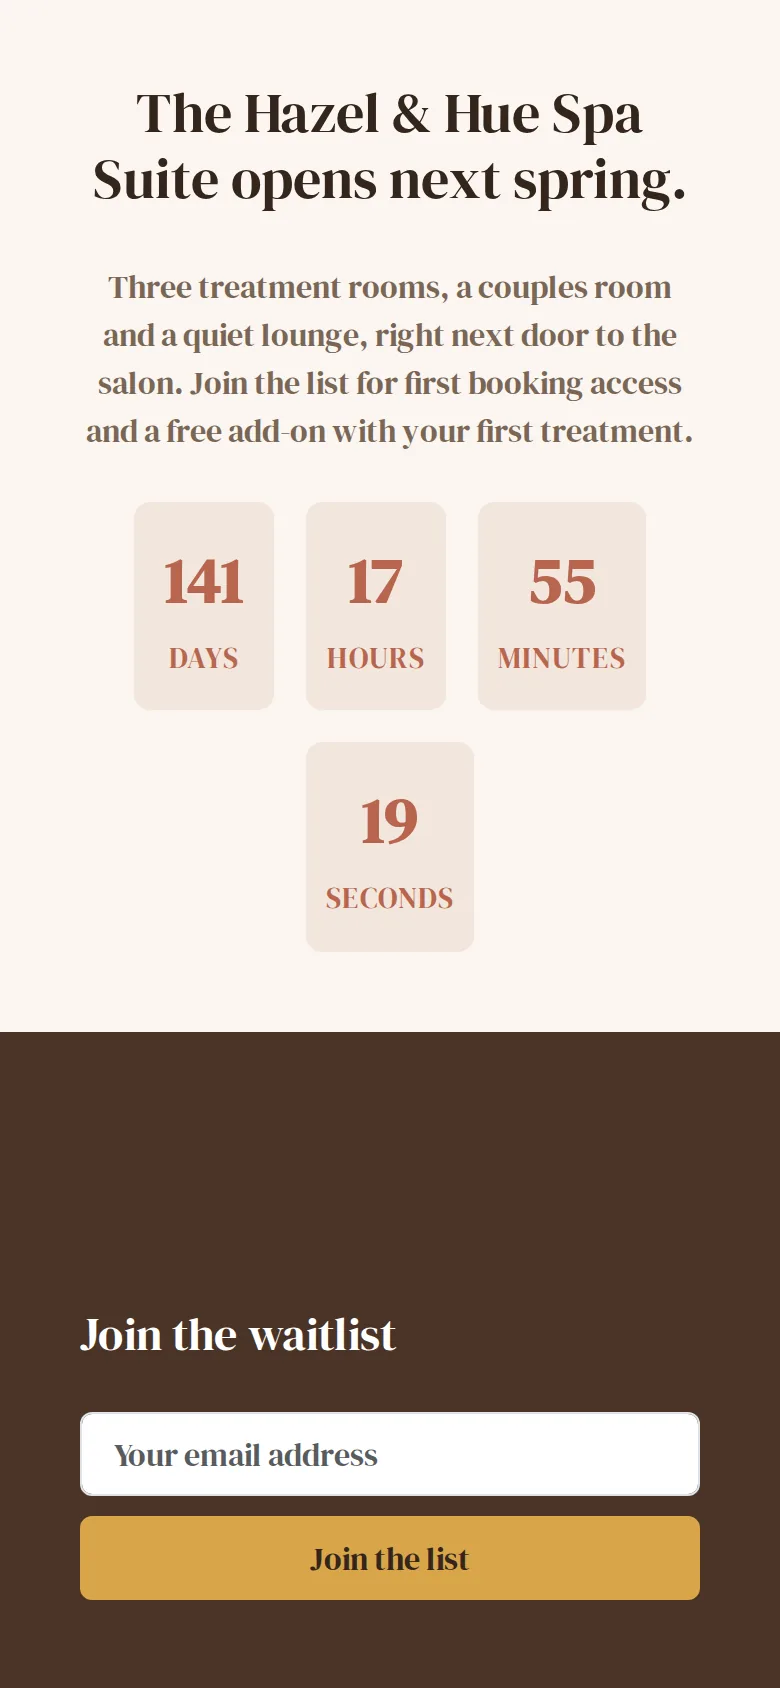 The Hazel & Hue Spa
Suite opens next spring.
Three treatment rooms, a couples room
and a quiet lounge, right next door to the
salon. Join the list for first booking access
and a free add-on with your first treatment.
141 17 55
DAYS HOURS MINUTES
19
SECONDS
Join the waitlist
Your email address
Join the list